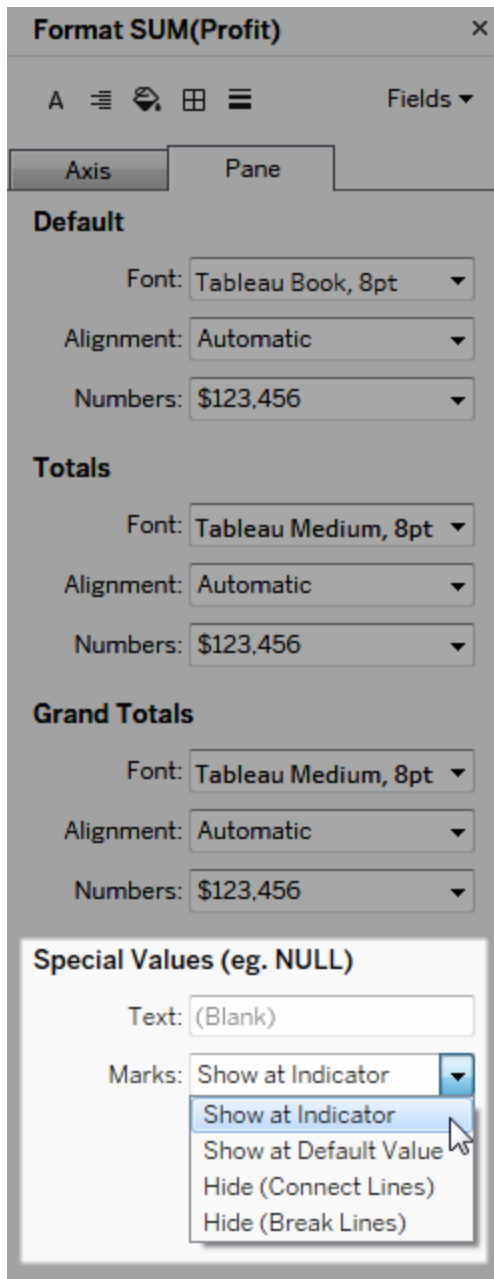 Format SUM(Profit) ×
A Fields
Axis Pane
Default
Font: Tableau Book, 8pt
Alignment: Automatic
Numbers: $123,456
Totals
Font: Tableau Medium, 8pt
Alignment: Automatic
Numbers: $123,456
Grand Totals
Font: Tableau Medium, 8pt
Alignment: Automatic
Numbers: $123,456
Special Values (eg. NULL)
Text: (Blank)
Marks: Show at Indicator
Show at Indicator
Show at Default Value
Hide (Connect Lines)
Hide (Break Lines)